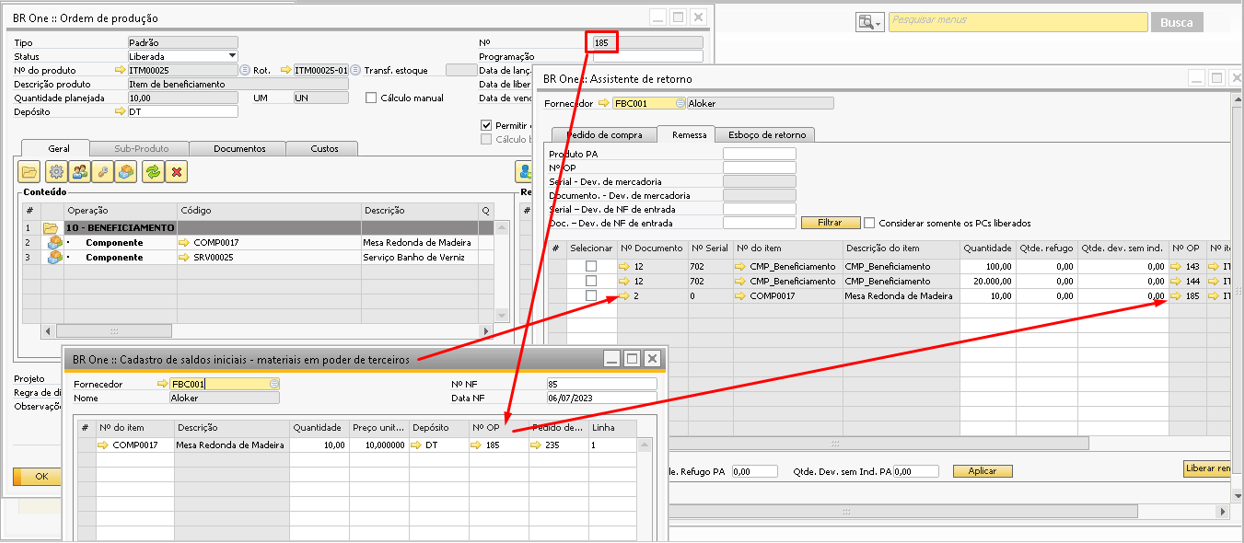 BR One :: Ordem de produção
Tipo Padrão Nº 185
Status Liberada Programação
Nº do produto ITM00025 Rot. ITM00025-01 Transf. estoque Data de lanç
Descrição produto Item de beneficiamento Data de liber
Quantidade planejada 10,00 UM UN Cálculo manual Data de venc
Depósito DT
Permitir
Cálculo
Geral Sub-Produto Documentos Custos
Conteúdo Re
# Operação Código Descrição Q #
1 10 - BENEFICIAMENTO
2 Componente COMP0017 Mesa Redonda de Madeira
3 Componente SRV00025 Serviço Banho de Verniz
Projeto
Regra de di
Observaçõe
OK
Pesquisar menus Busca
BR One :: Assistente de retorno
Fornecedor FBC001 Aloker
Pedido de compra Remessa Esboço de retorno
Produto PA
Nº OP
Serial - Dev. de mercadoria
Documento. - Dev. de mercadoria
Serial – Dev. de NF de entrada
Doc. – Dev. de NF de entrada Filtrar Considerar somente os PCs liberados
# Selecionar Nº Documento Nº Serial Nº do item Descrição do item Quantidade Qtde. refugo Qtde. dev. sem ind. Nº OP Nº it
12 702 CMP_Beneficiamento CMP_Beneficiamento 100,00 0,00 0,00 143 IT
12 702 CMP_Beneficiamento CMP_Beneficiamento 20.000,00 0,00 0,00 144 IT
2 0 COMP0017 Mesa Redonda de Madeira 10,00 0,00 0,00 185 IT
de. Refugo PA 0,00 Qtde. Dev. sem Ind. PA 0,00 Aplicar Liberar ren
BR One :: Cadastro de saldos iniciais - materiais em poder de terceiros
Fornecedor FBC001 Nº NF 85
Nome Aloker Data NF 06/07/2023
# Nº do item Descrição Quantidade Preço unit... Depósito Nº OP Pedido de... Linha
COMP0017 Mesa Redonda de Madeira 10,00 10,000000 DT 185 235 1